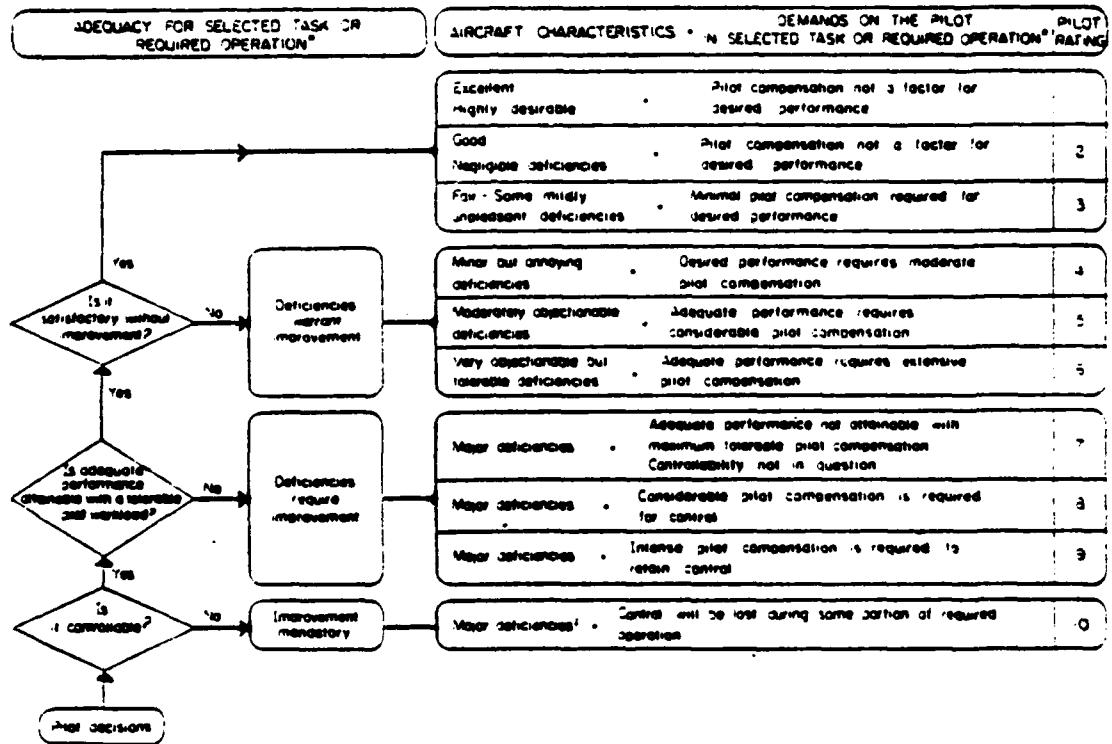 ADEQUACY FOR SELECTED TASK OR
REQUIRED OPERATION*
AIRCRAFT CHARACTERISTICS
DEMANDS ON THE PILOT
IN SELECTED TASK OR REQUIRED OPERATION*
PILOT
RATING
Excellent
Highly desirable
Pilot compensation not a factor for
desired performance
Good
Negligible deficiencies
Pilot compensation not a factor for
desired performance
2
Fair - Some mildly
unpleasant deficiencies
Minimal pilot compensation required for
desired performance
3
Yes
Is it
satisfactory without
improvement?
No
Deficiencies
warrant
improvement
Minor but annoying
deficiencies
Desired performance requires moderate
pilot compensation
4
Moderately objectionable
deficiencies
Adequate performance requires
considerable pilot compensation
5
Very objectionable but
tolerable deficiencies
Adequate performance requires extensive
pilot compensation
6
Yes
Is adequate
performance
attainable with a tolerable
pilot workload?
No
Deficiencies
require
improvement
Major deficiencies
Adequate performance not attainable with
maximum tolerable pilot compensation
Controllability not in question
7
Major deficiencies
Considerable pilot compensation is required
for control
8
Major deficiencies
Intense pilot compensation is required to
retain control
9
Yes
Is
it controllable?
No
Improvement
mandatory
Major deficiencies
Control will be lost during some portion of required
operation
10
Pilot decisions